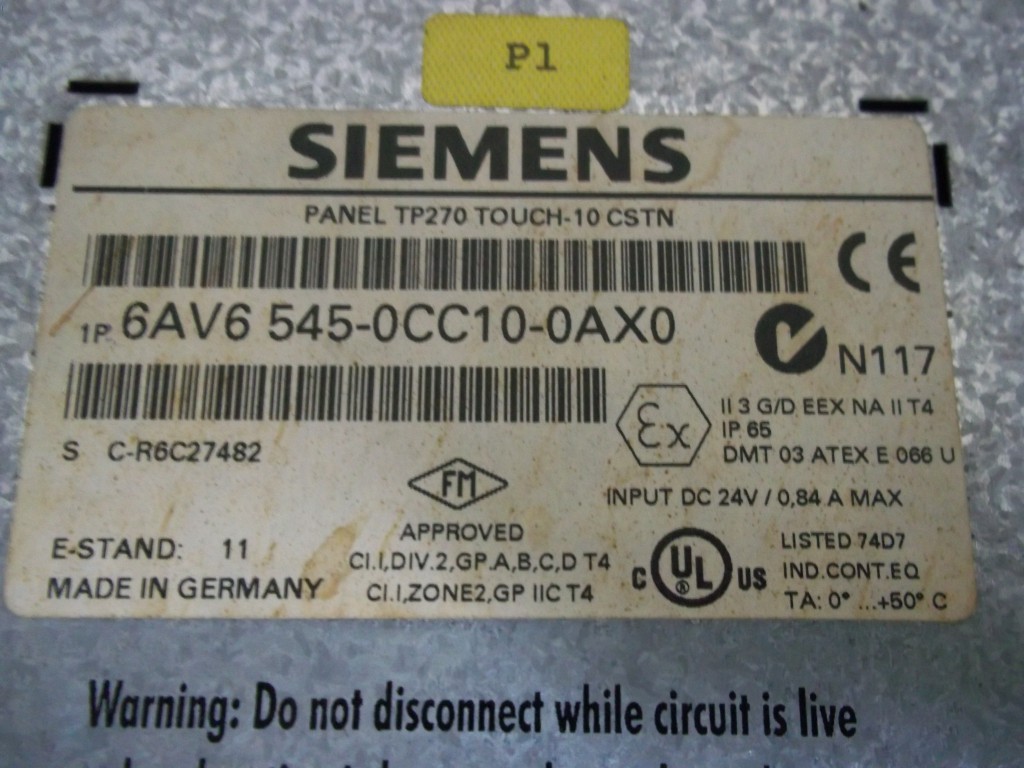 P1
SIEMENS
PANEL TP270 TOUCH-10 CSTN
CE
1P 6AV6 545-0CC10-0AX0
N117
II 3 G/D EEX NA II T4
IP 65
DMT 03 ATEX E 066 U
Ex
S C-R6C27482
FM
INPUT DC 24V / 0,84 A MAX
APPROVED
E-STAND: 11
CI.I,DIV.2,GP.A,B,C,D T4
MADE IN GERMANY
CI.I,ZONE2,GP IIC T4
C UL ® US
LISTED 74D7
IND.CONT.EQ
TA: 0° ...+50° C
Warning: Do not disconnect while circuit is live